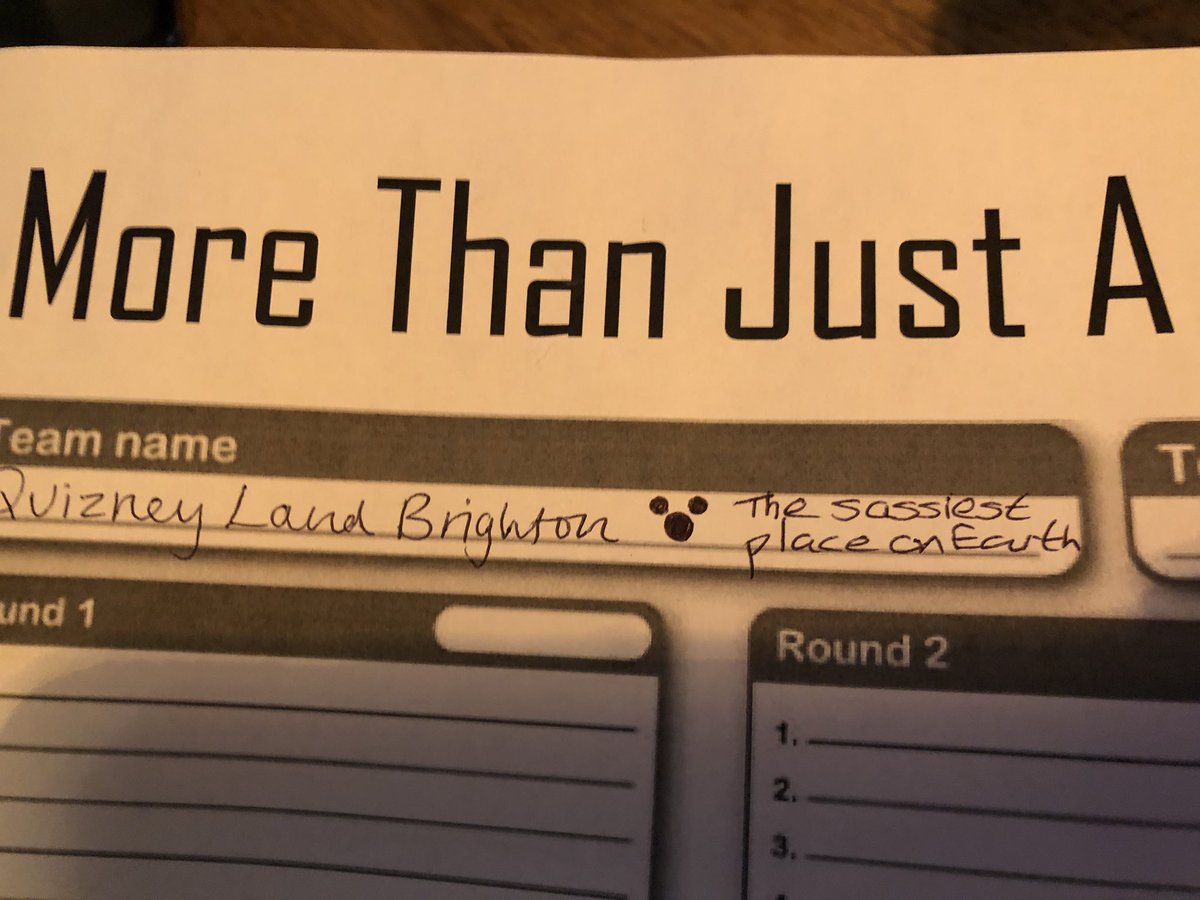 More Than Just A
Team name
Quizney Land Brighton The sassiest
place on Earth
und 1
Round 2
1.
2.
3.